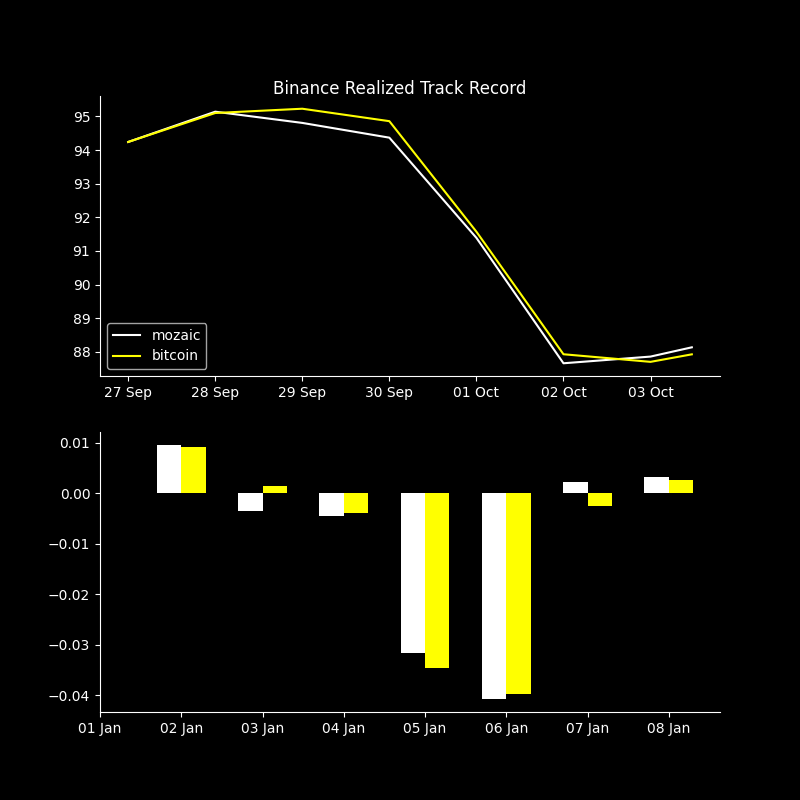 Binance Realized Track Record
95
94
93
92
91
90
89
88
mozaic
bitcoin
27 Sep 28 Sep 29 Sep 30 Sep 01 Oct 02 Oct 03 Oct
0.01
0.00
−0.01
−0.02
−0.03
−0.04
01 Jan 02 Jan 03 Jan 04 Jan 05 Jan 06 Jan 07 Jan 08 Jan